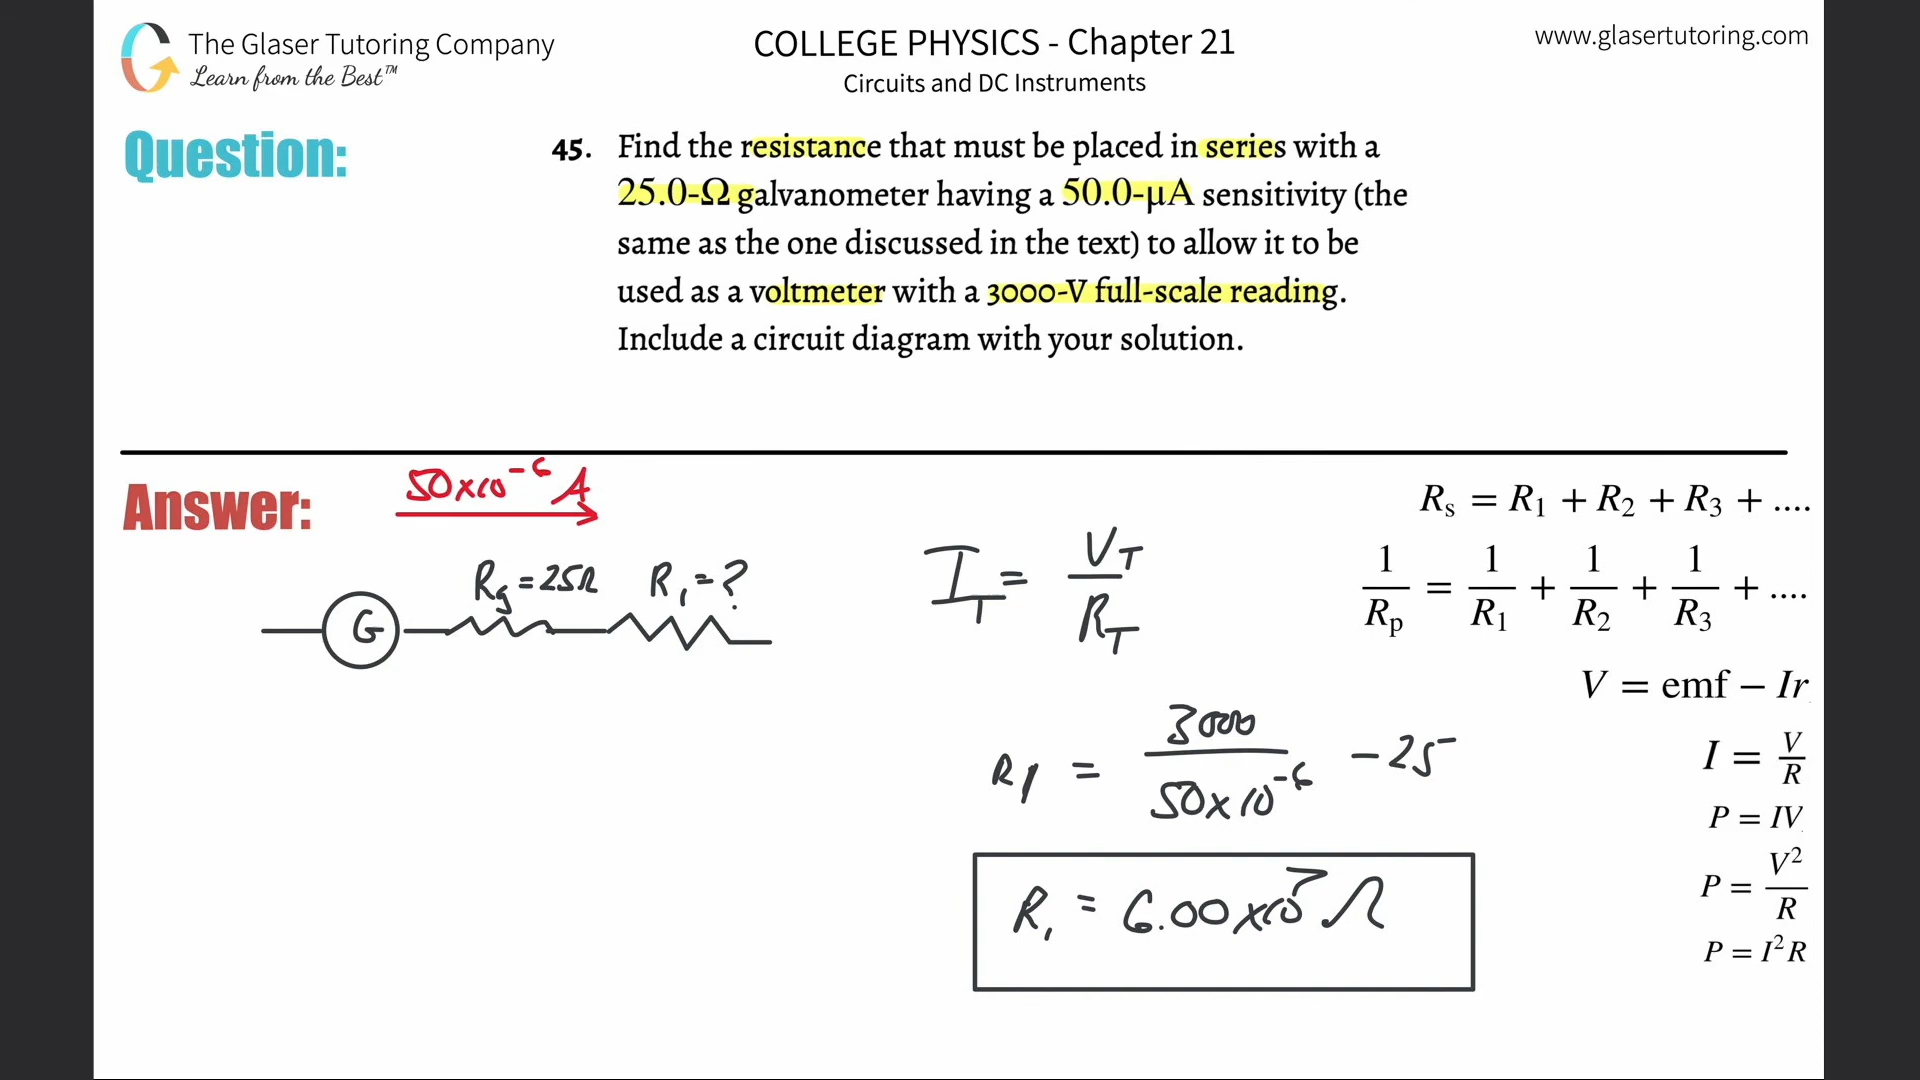 The Glaser Tutoring Company
Learn from the Best™
COLLEGE PHYSICS - Chapter 21
Circuits and DC Instruments
www.glasertutoring.com
Question:
45. Find the resistance that must be placed in series with a
25.0-Ω galvanometer having a 50.0-μA sensitivity (the
same as the one discussed in the text) to allow it to be
used as a voltmeter with a 3000-V full-scale reading.
Include a circuit diagram with your solution.
Answer:
50x10⁻⁶ A
R_g = 25Ω R₁ = ?
G
I_T = V_T / R_T
R₁ = 3000 / 50x10⁻⁶ - 25
R₁ = 6.00x10⁷ Ω
R_s = R₁ + R₂ + R₃ + ....
1/R_p = 1/R₁ + 1/R₂ + 1/R₃ + ....
V = emf − Ir
I = V/R
P = IV
P = V²/R
P = I²R